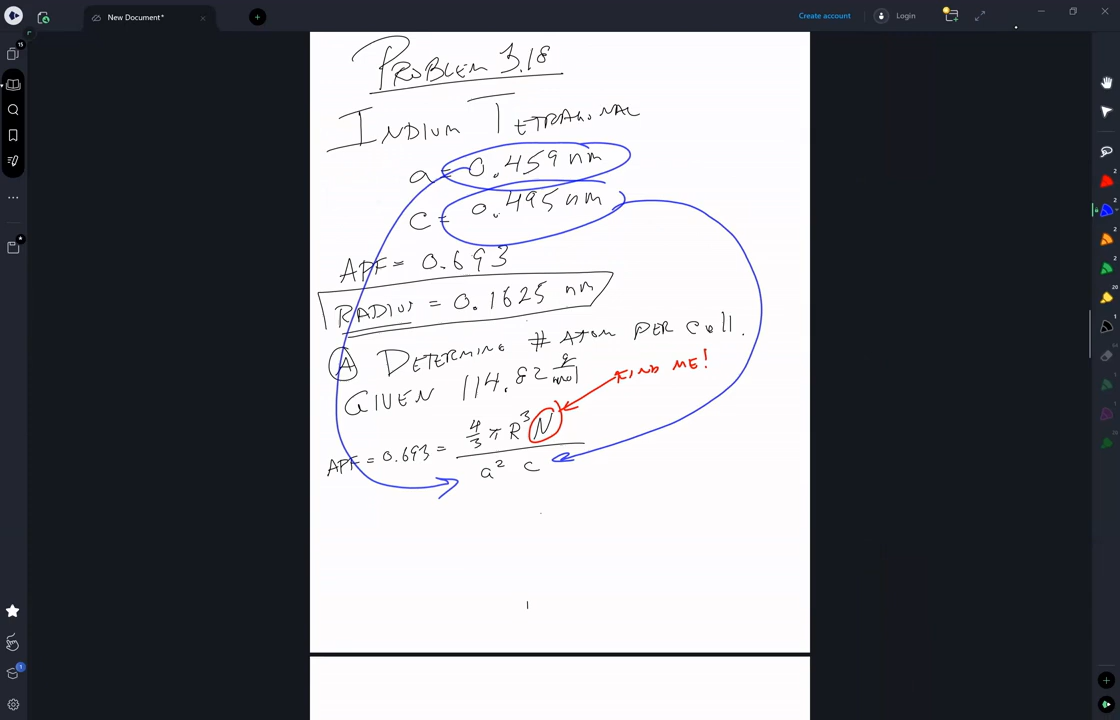 New Document*
Create account
Login
PROBLEM 3.18
INDIUM TETRAGONAL
a = 0.459 nm
c = 0.495 nm
APF = 0.693
RADIUS = 0.1625 nm
A DETERMINE # ATOM PER Cell.
GIVEN 114.82 g/mol
FIND ME!
APF = 0.693 = 4/3 π R³ N
a² c
1